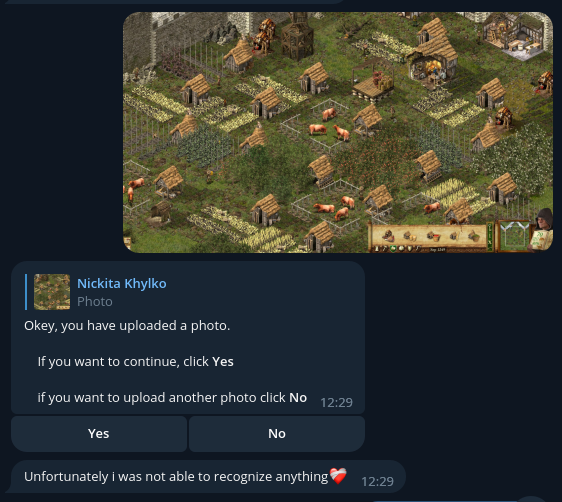 Nickita Khylko
Photo
Okey, you have uploaded a photo.
If you want to continue, click Yes
if you want to upload another photo click No
12:29
Yes
No
Unfortunately i was not able to recognize anything❤️‍🩹
12:29